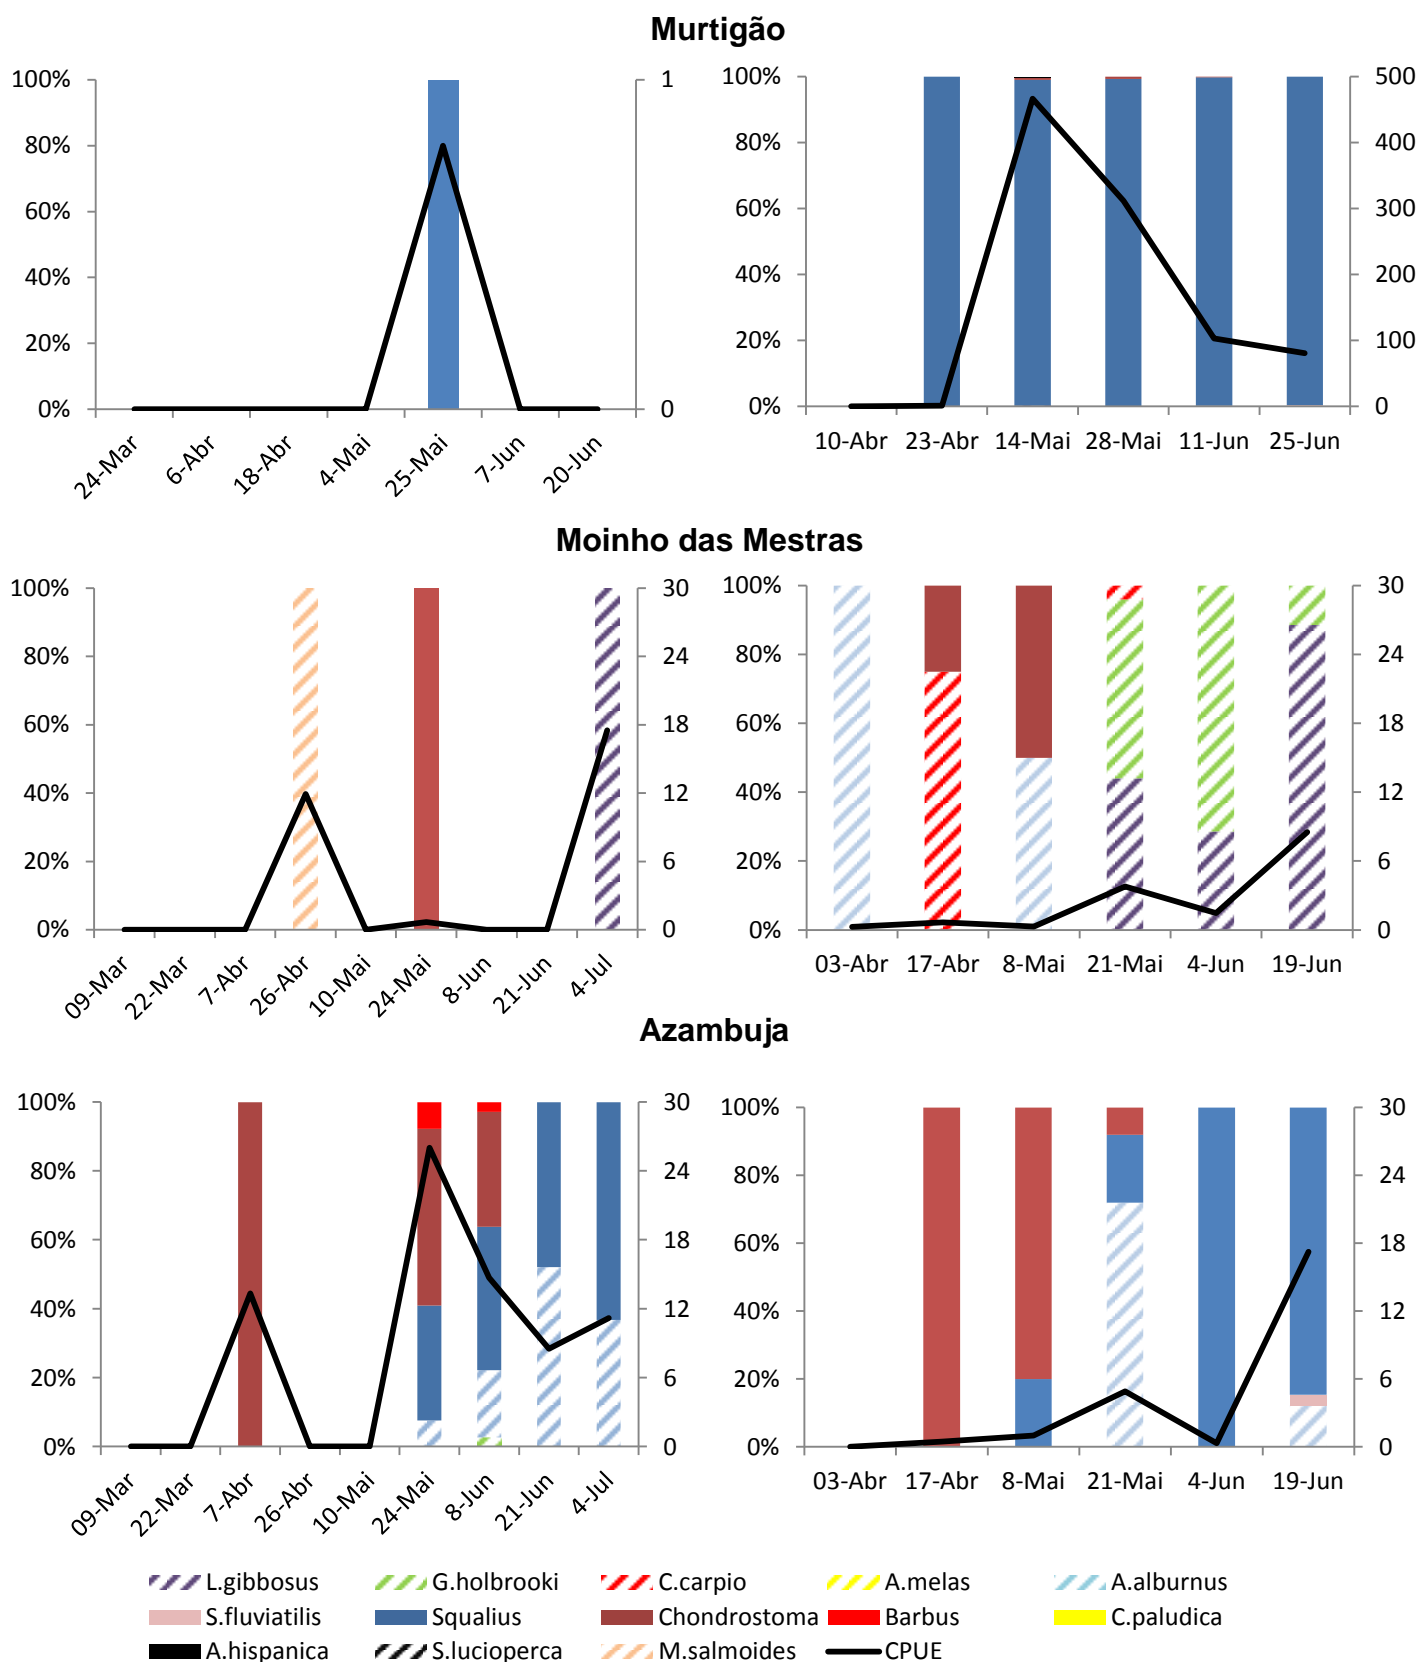 Murtigão
100%
80%
60%
40%
20%
0%
1
0
24-Mar
6-Abr
18-Abr
4-Mai
25-Mai
7-Jun
20-Jun
100%
80%
60%
40%
20%
0%
500
400
300
200
100
0
10-Abr 23-Abr 14-Mai 28-Mai 11-Jun 25-Jun
Moinho das Mestras
100%
80%
60%
40%
20%
0%
30
24
18
12
6
0
09-Mar
22-Mar
7-Abr
26-Abr
10-Mai
24-Mai
8-Jun
21-Jun
4-Jul
100%
80%
60%
40%
20%
0%
30
24
18
12
6
0
03-Abr 17-Abr 8-Mai 21-Mai 4-Jun 19-Jun
Azambuja
100%
80%
60%
40%
20%
0%
30
24
18
12
6
0
09-Mar
22-Mar
7-Abr
26-Abr
10-Mai
24-Mai
8-Jun
21-Jun
4-Jul
100%
80%
60%
40%
20%
0%
30
24
18
12
6
0
03-Abr 17-Abr 8-Mai 21-Mai 4-Jun 19-Jun
L.gibbosus G.holbrooki C.carpio A.melas A.alburnus
S.fluviatilis Squalius Chondrostoma Barbus C.paludica
A.hispanica S.lucioperca M.salmoides CPUE